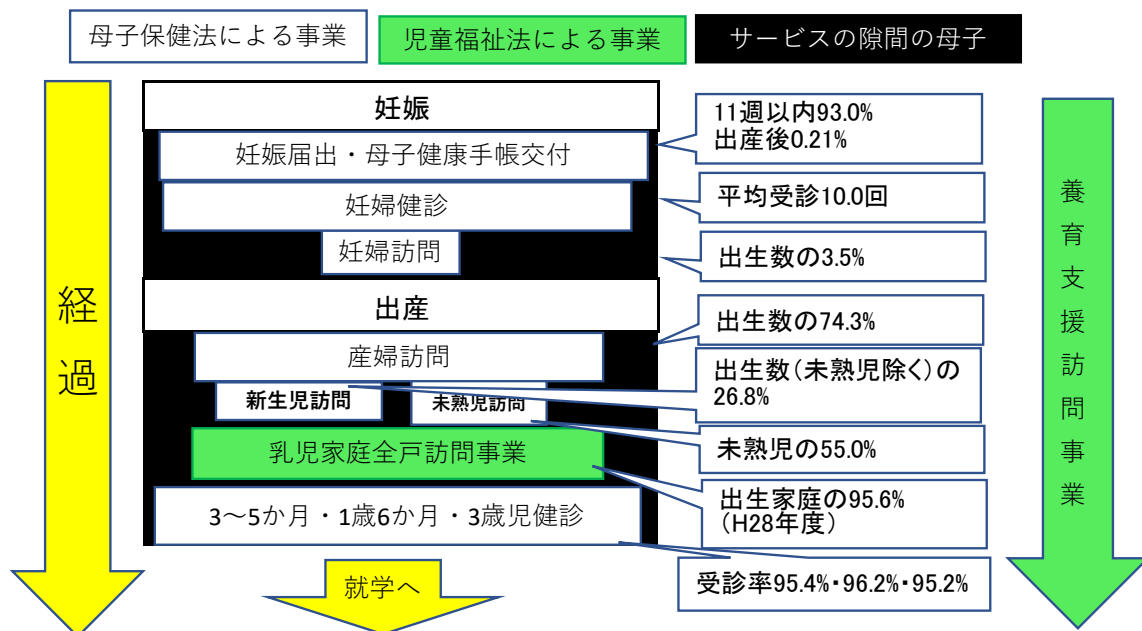 母子保健法による事業
児童福祉法による事業
サービスの隙間の母子
経過
妊娠
妊娠届出・母子健康手帳交付
11週以内93.0%
出産後0.21%
妊婦健診
平均受診10.0回
妊婦訪問
出生数の3.5%
出産
出生数の74.3%
産婦訪問
出生数(未熟児除く)の
26.8%
新生児訪問
未熟児訪問
未熟児の55.0%
乳児家庭全戸訪問事業
出生家庭の95.6%
(H28年度)
3～5か月・1歳6か月・3歳児健診
受診率95.4%・96.2%・95.2%
就学へ
養育支援訪問事業